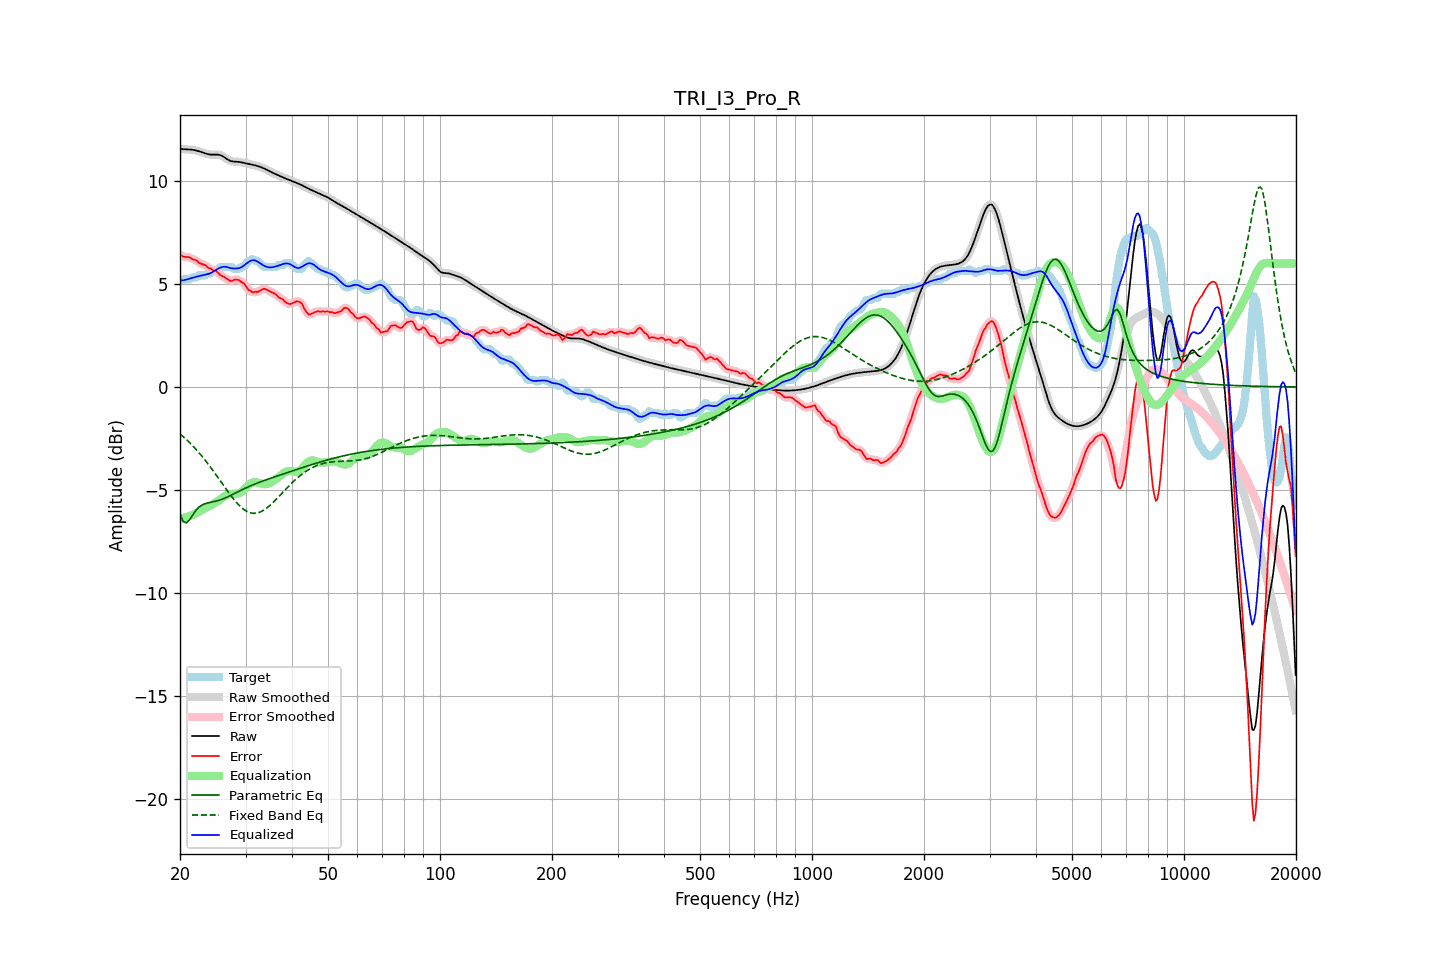 TRI_I3_Pro_R
Amplitude (dBr)
10
5
0
−5
−10
−15
−20
Target
Raw Smoothed
Error Smoothed
Raw
Error
Equalization
Parametric Eq
Fixed Band Eq
Equalized
20 50 100 200 500 1000 2000 5000 10000 20000
Frequency (Hz)